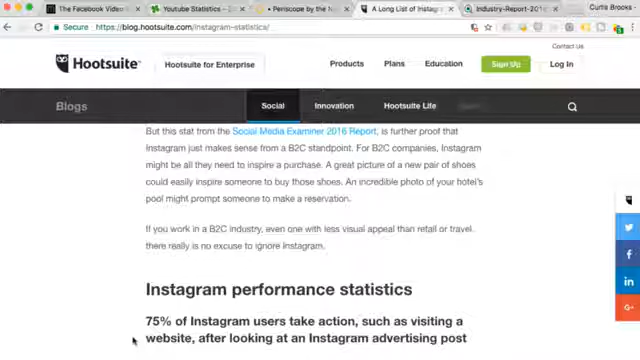 The Facebook Video
Youtube Statistics – 2
Periscope by the N
A Long List of Instagra
Industry-Report-201
Curtis Brooks
Secure
https://blog.hootsuite.com/instagram-statistics/
Contact Us
Hootsuite™
Hootsuite for Enterprise
Products
Plans
Education
Sign Up
Log In
Blogs
Social
Innovation
Hootsuite Life
But this stat from the Social Media Examiner 2016 Report, is further proof that
Instagram just makes sense from a B2C standpoint. For B2C companies, Instagram
might be all they need to inspire a purchase. A great picture of a new pair of shoes
could easily inspire someone to buy those shoes. An incredible photo of your hotel's
pool might prompt someone to make a reservation.
If you work in a B2C industry, even one with less visual appeal than retail or travel,
there really is no excuse to ignore Instagram.
Instagram performance statistics
75% of Instagram users take action, such as visiting a
website, after looking at an Instagram advertising post